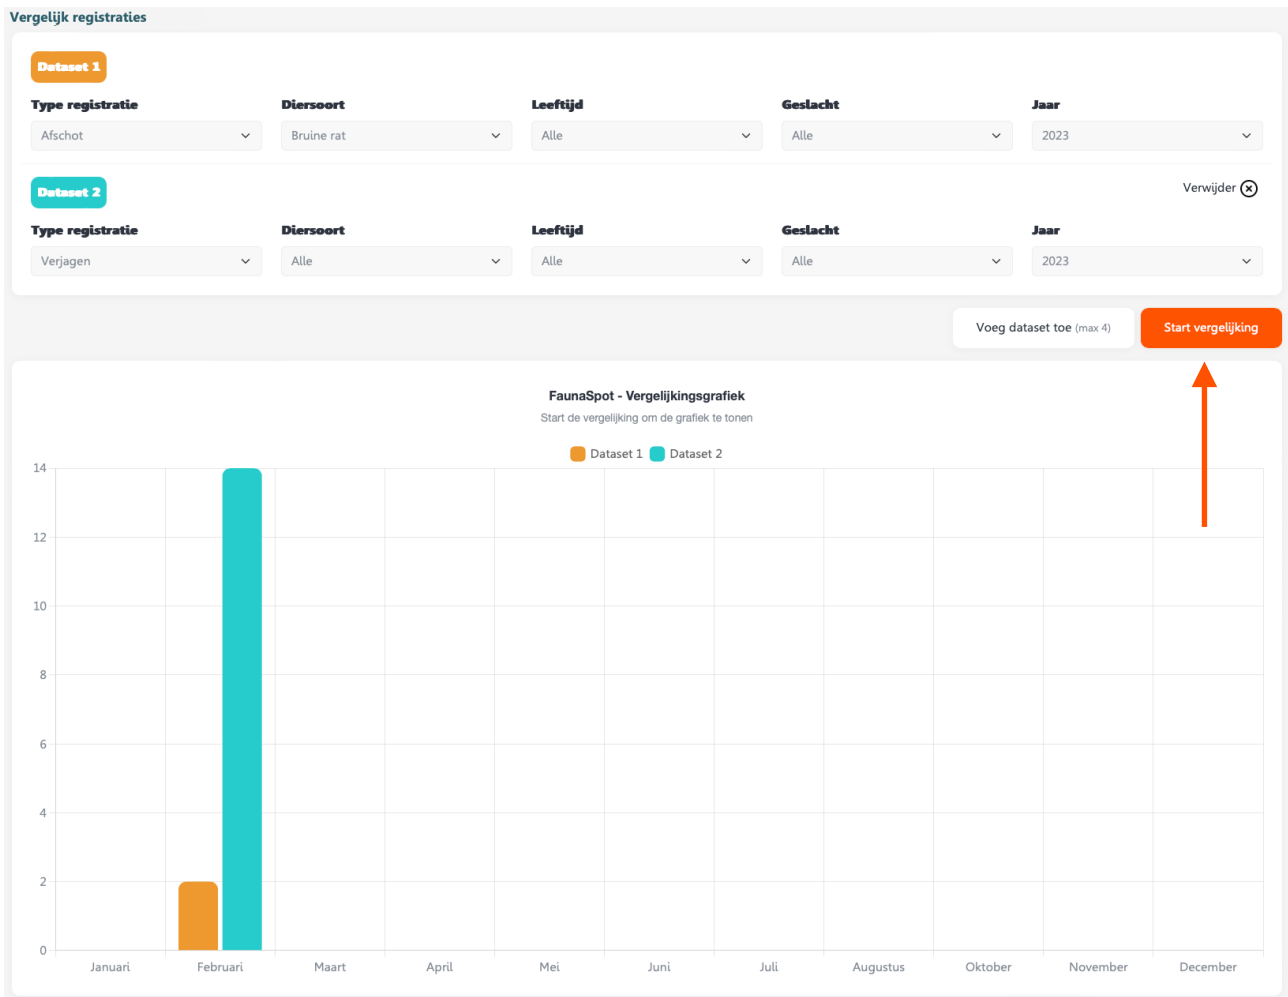 Vergelijk registraties
Dataset 1
Type registratie Diersoort Leeftijd Geslacht Jaar
Afschot Bruine rat Alle Alle 2023
Dataset 2 Verwijder
Type registratie Diersoort Leeftijd Geslacht Jaar
Verjagen Alle Alle Alle 2023
Voeg dataset toe (max 4) Start vergelijking
FaunaSpot - Vergelijkingsgrafiek
Start de vergelijking om de grafiek te tonen
Dataset 1 Dataset 2
14
12
10
8
6
4
2
0
Januari Februari Maart April Mei Juni Juli Augustus Oktober November December